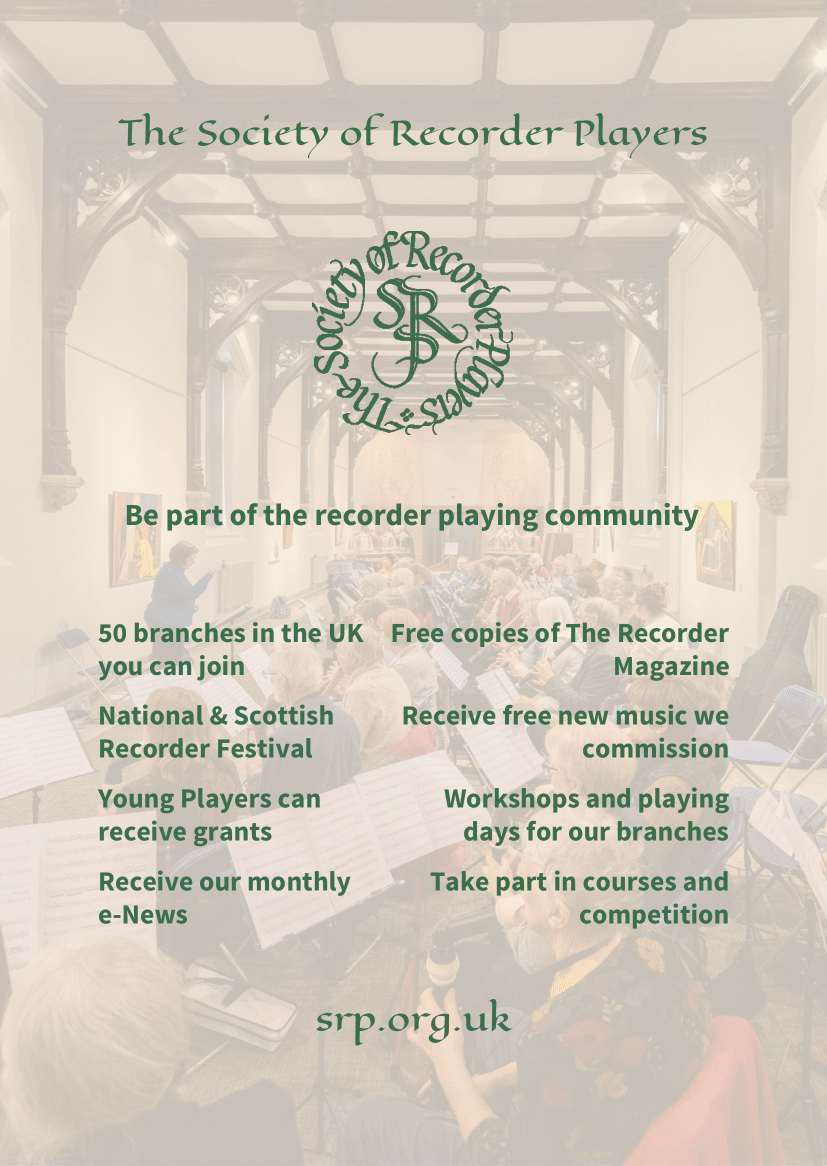 The Society of Recorder Players
The Society of Recorder Players
SRP
Be part of the recorder playing community
50 branches in the UK
you can join
National & Scottish
Recorder Festival
Young Players can
receive grants
Receive our monthly
e-News
Free copies of The Recorder
Magazine
Receive free new music we
commission
Workshops and playing
days for our branches
Take part in courses and
competition
srp.org.uk